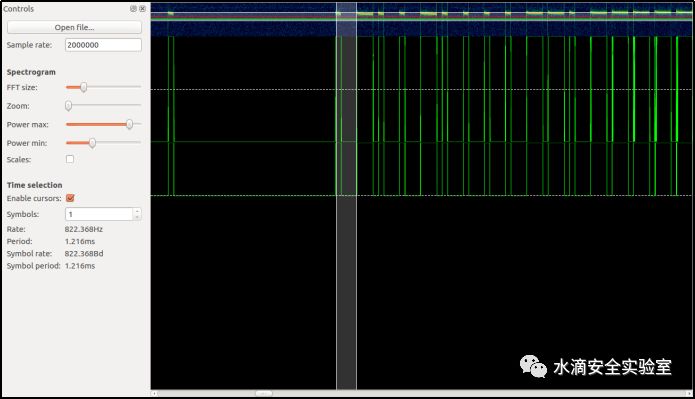 Controls
Open file...
Sample rate: 2000000
Spectrogram
FFT size:
Zoom:
Power max:
Power min:
Scales:
Time selection
Enable cursors:
Symbols: 1
Rate: 822.368Hz
Period: 1.216ms
Symbol rate: 822.368Bd
Symbol period: 1.216ms
水滴安全实验室